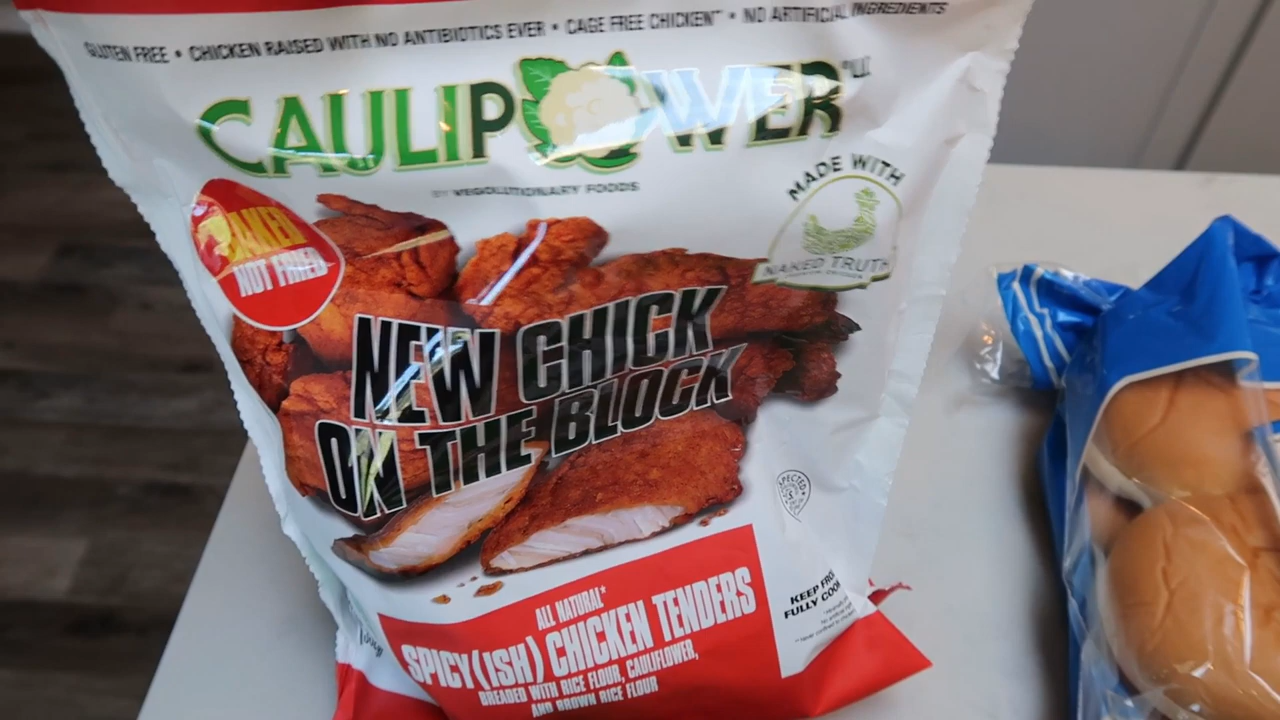 GLUTEN FREE • CHICKEN RAISED WITH NO ANTIBIOTICS EVER • CAGE FREE CHICKEN** • NO ARTIFICIAL INGREDIENTS
CAULIPOWER
BY VEGOLUTIONARY FOODS
MADE WITH
NAKED TRUTH
BAKED
NOT FRIED
NEW CHICK
ON THE BLOCK
KEEP
FULLY
ALL NATURAL*
SPICY(ISH) CHICKEN TENDERS
BREADED WITH RICE FLOUR, CAULIFLOWER,
AND BROWN RICE FLOUR